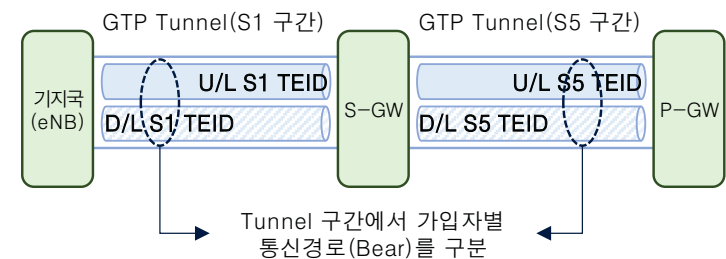 GTP Tunnel(S1 구간)
GTP Tunnel(S5 구간)
기지국
(eNB)
U/L S1 TEID
D/L S1 TEID
S-GW
U/L S5 TEID
D/L S5 TEID
P-GW
Tunnel 구간에서 가입자별
통신경로(Bear)를 구분